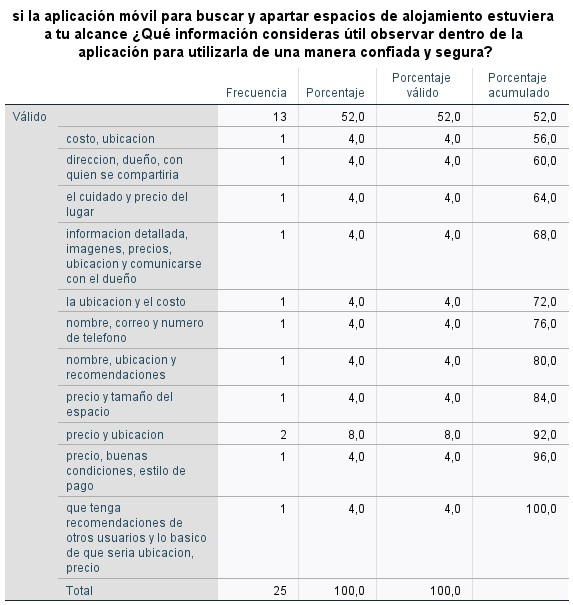 si la aplicación móvil para buscar y apartar espacios de alojamiento estuviera
a tu alcance ¿Qué información consideras útil observar dentro de la
aplicación para utilizarla de una manera confiada y segura?
Frecuencia Porcentaje Porcentaje válido Porcentaje acumulado
Válido 13 52,0 52,0 52,0
costo, ubicacion 1 4,0 4,0 56,0
direccion, dueño, con 1 4,0 4,0 60,0
quien se compartiria
el cuidado y precio del 1 4,0 4,0 64,0
lugar
informacion detallada, 1 4,0 4,0 68,0
imagenes, precios,
ubicacion y comunicarse
con el dueño
la ubicacion y el costo 1 4,0 4,0 72,0
nombre, correo y numero 1 4,0 4,0 76,0
de telefono
nombre, ubicacion y 1 4,0 4,0 80,0
recomendaciones
precio y tamaño del 1 4,0 4,0 84,0
espacio
precio y ubicacion 2 8,0 8,0 92,0
precio, buenas 1 4,0 4,0 96,0
condiciones, estilo de
pago
que tenga 1 4,0 4,0 100,0
recomendaciones de
otros usuarios y lo basico
de que seria ubicacion,
precio
Total 25 100,0 100,0